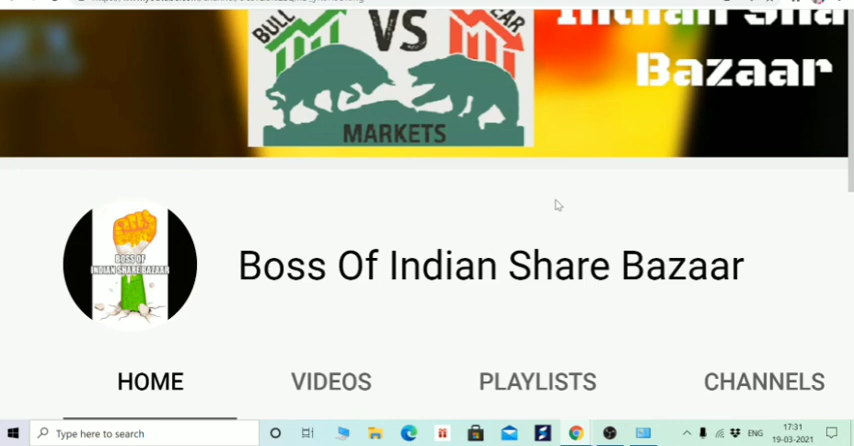 BULL
VS
MARKETS
Bazaar
BOSS OF
INDIAN SHARE BAZAAR
Boss Of Indian Share Bazaar
HOME
VIDEOS
PLAYLISTS
CHANNELS
Type here to search
ENG
17:31
19-03-2021